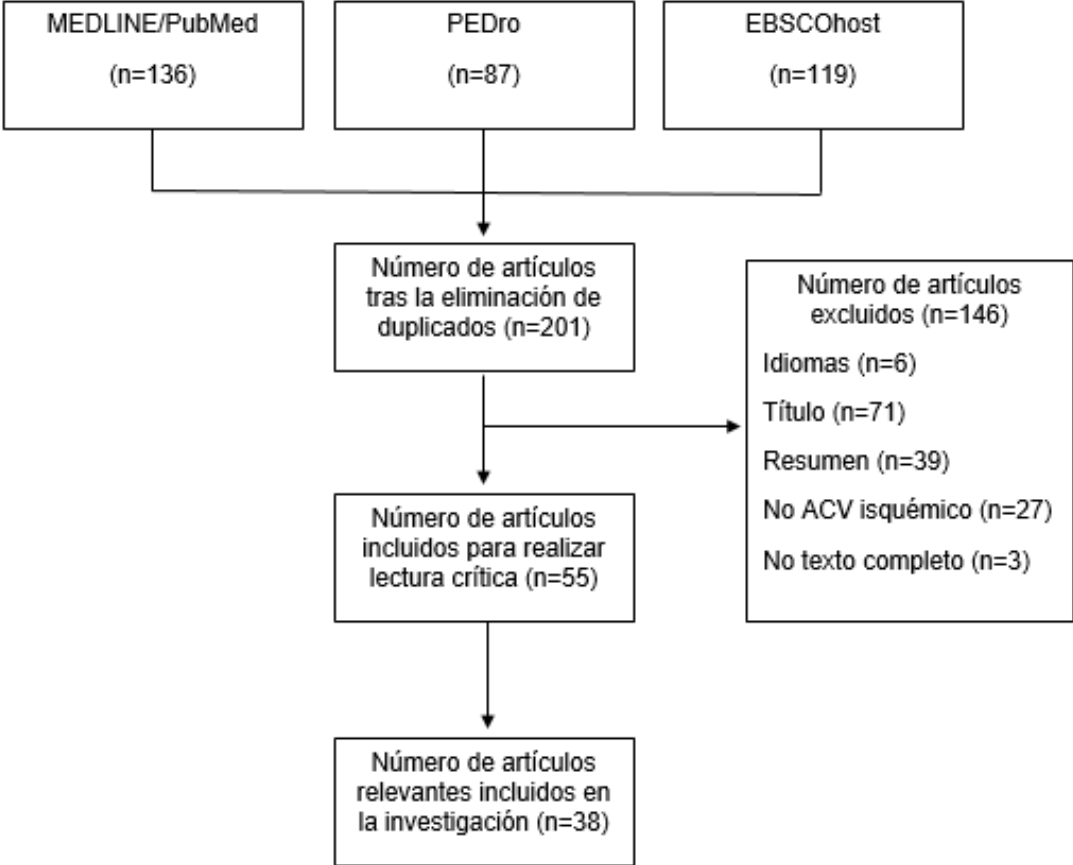 MEDLINE/PubMed
(n=136)
PEDro
(n=87)
EBSCOhost
(n=119)
Número de artículos
tras la eliminación de
duplicados (n=201)
Número de artículos
excluidos (n=146)
Idiomas (n=6)
Título (n=71)
Resumen (n=39)
No ACV isquémico (n=27)
No texto completo (n=3)
Número de artículos
incluidos para realizar
lectura crítica (n=55)
Número de artículos
relevantes incluidos en
la investigación (n=38)